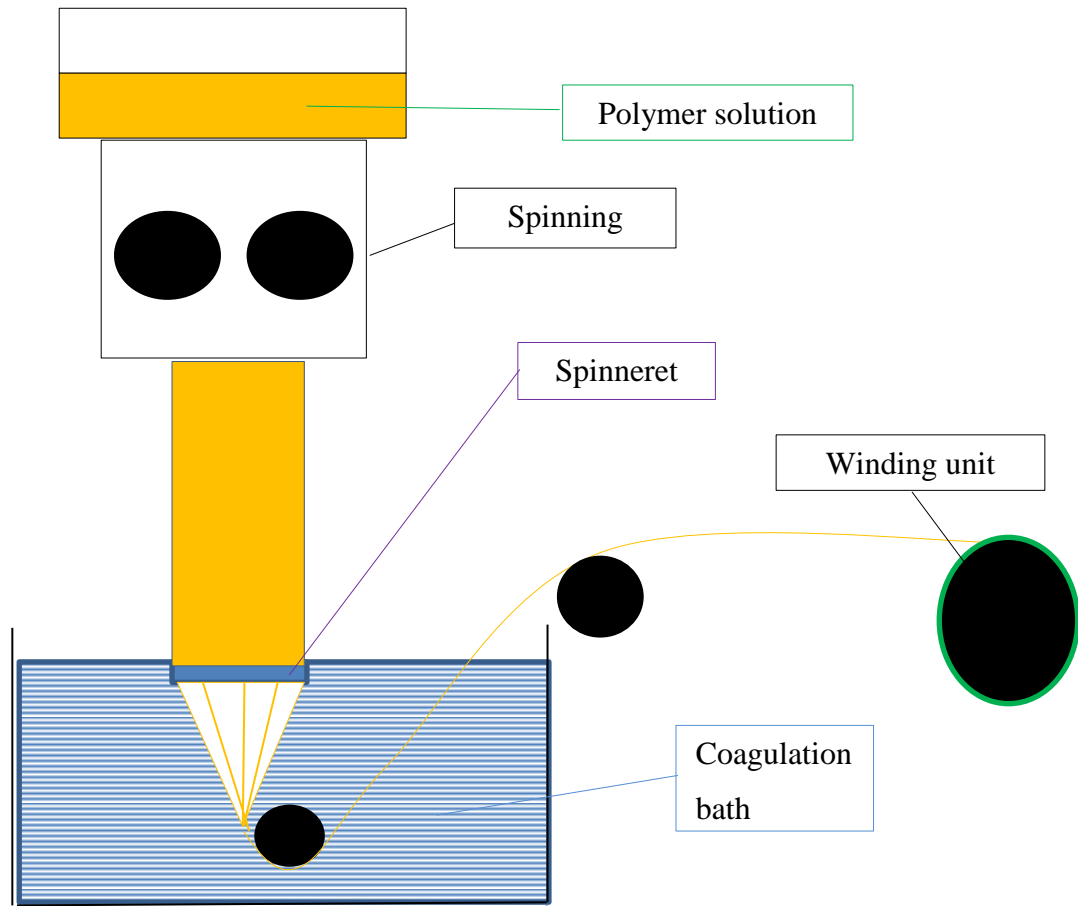 Polymer solution
Spinning
Spinneret
Winding unit
Coagulation
bath